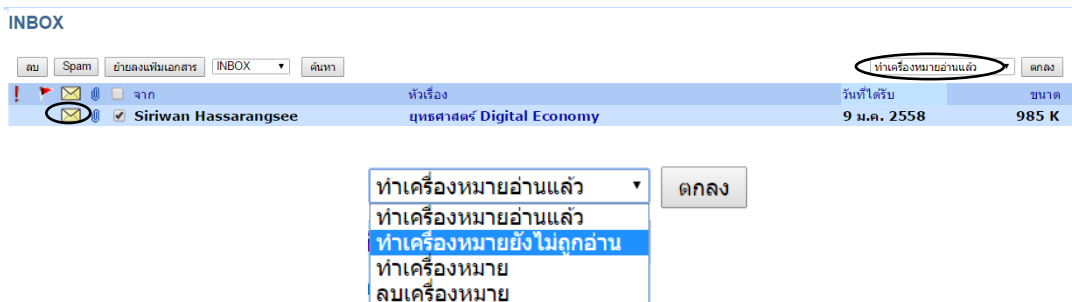 INBOX
ลบ Spam ย้ายลงแฟ้มเอกสาร INBOX ค้นหา ทำเครื่องหมายอ่านแล้ว ตกลง
จาก หัวเรื่อง วันที่ได้รับ ขนาด
Siriwan Hassarangsee ยุทธศาสตร์ Digital Economy 9 ม.ค. 2558 985 K
ทำเครื่องหมายอ่านแล้ว ตกลง
ทำเครื่องหมายอ่านแล้ว
ทำเครื่องหมายยังไม่ถูกอ่าน
ทำเครื่องหมาย
ลบเครื่องหมาย